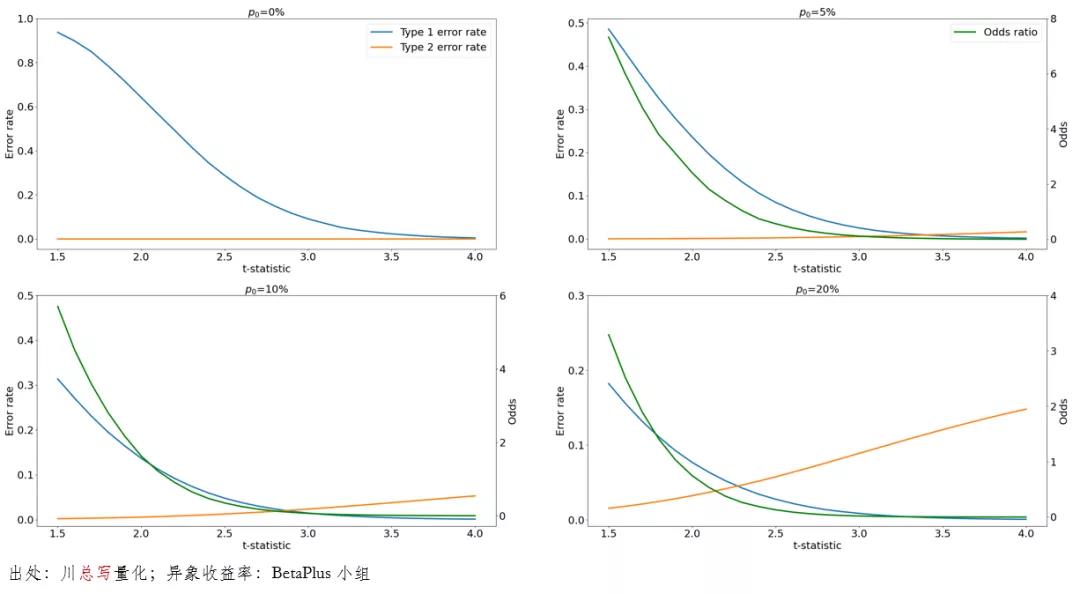 p₀=0%
1.0
0.8
0.6
0.4
0.2
0.0
Error rate
Type 1 error rate
Type 2 error rate
1.5 2.0 2.5 3.0 3.5 4.0
t-statistic
p₀=5%
0.5
0.4
0.3
0.2
0.1
0.0
Error rate
Odds ratio
8
6
4
2
0
Odds
1.5 2.0 2.5 3.0 3.5 4.0
t-statistic
p₀=10%
0.5
0.4
0.3
0.2
0.1
0.0
Error rate
6
4
2
0
Odds
1.5 2.0 2.5 3.0 3.5 4.0
t-statistic
p₀=20%
0.3
0.2
0.1
0.0
Error rate
4
3
2
1
0
Odds
1.5 2.0 2.5 3.0 3.5 4.0
t-statistic
出处：川总写量化；异象收益率：BetaPlus 小组